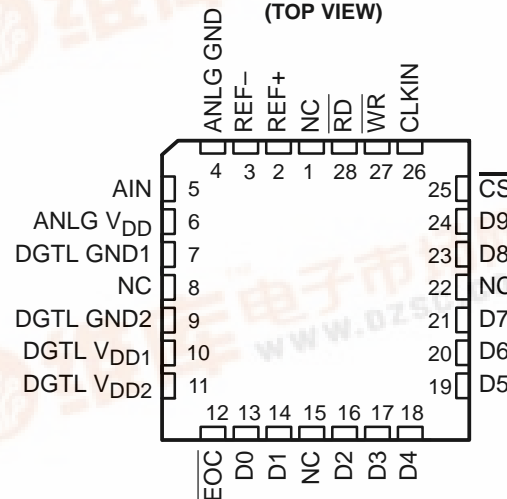 (TOP VIEW)
ANLG GND
REF–
REF+
NC
RD
WR
CLKIN
4 3 2 1 28 27 26
AIN 5
ANLG VDD 6
DGTL GND1 7
NC 8
DGTL GND2 9
DGTL VDD1 10
DGTL VDD2 11
25 CS
24 D9
23 D8
22 NC
21 D7
20 D6
19 D5
12 13 14 15 16 17 18
EOC
D0
D1
NC
D2
D3
D4